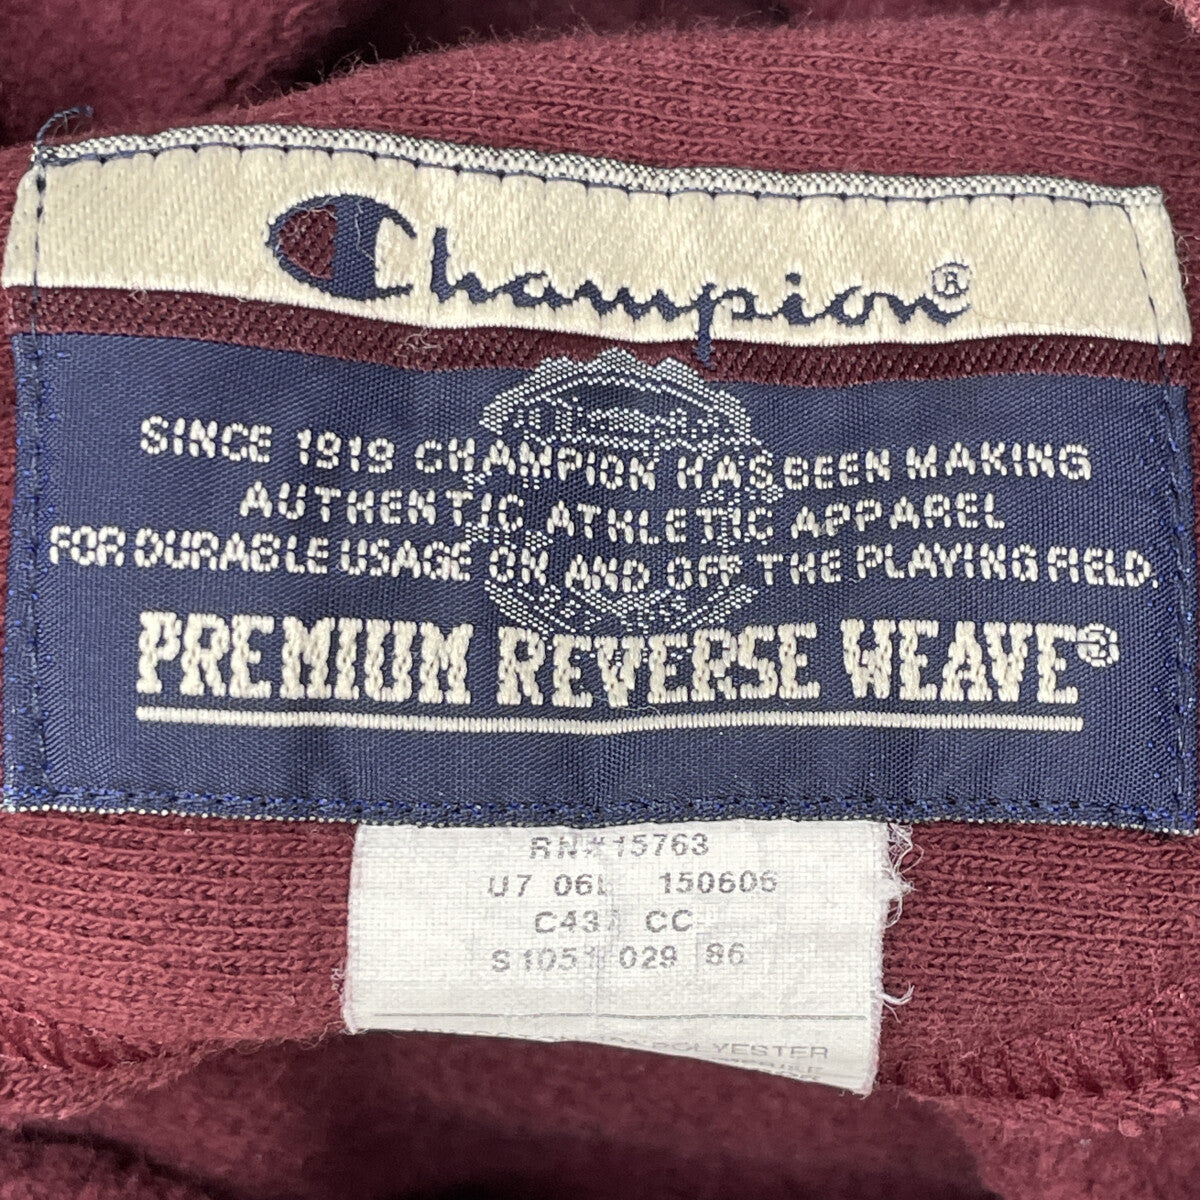 Champion®
SINCE 1919 CHAMPION HAS BEEN MAKING
AUTHENTIC ATHLETIC APPAREL
FOR DURABLE USAGE ON AND OFF THE PLAYING FIELD.
PREMIUM REVERSE WEAVE®
RN#15763
U7 06L 150606
CC
029 86
POLYESTER